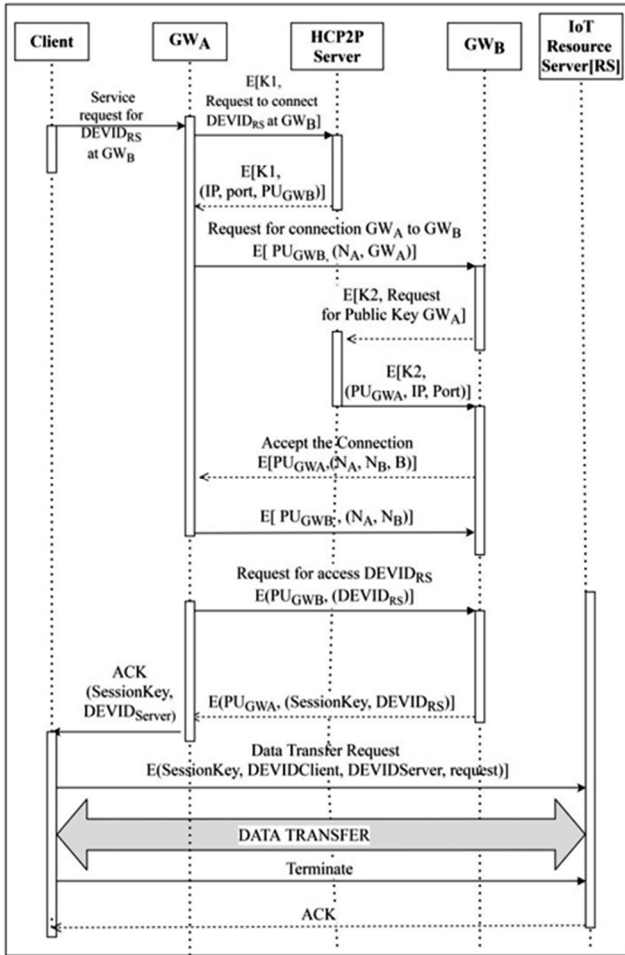 Client
GWA
HCP2P
Server
GWB
IoT
Resource
Server[RS]
Service
request for
DEVIDRS
at GWB
E[K1,
Request to connect
DEVIDRS at GWB]
E[K1,
(IP, port, PUGWB)]
Request for connection GWA to GWB
E[ PUGWB, (NA, GWA)]
E[K2, Request
for Public Key GWA]
E[K2,
(PUGWA, IP, Port)]
Accept the Connection
E[PUGWA,(NA, NB, B)]
E[ PUGWB, (NA, NB)]
Request for access DEVIDRS
E(PUGWB, (DEVIDRS)]
ACK
(SessionKey,
DEVIDServer)
E(PUGWA, (SessionKey, DEVIDRS)]
Data Transfer Request
E(SessionKey, DEVIDClient, DEVIDServer, request)]
DATA TRANSFER
Terminate
ACK